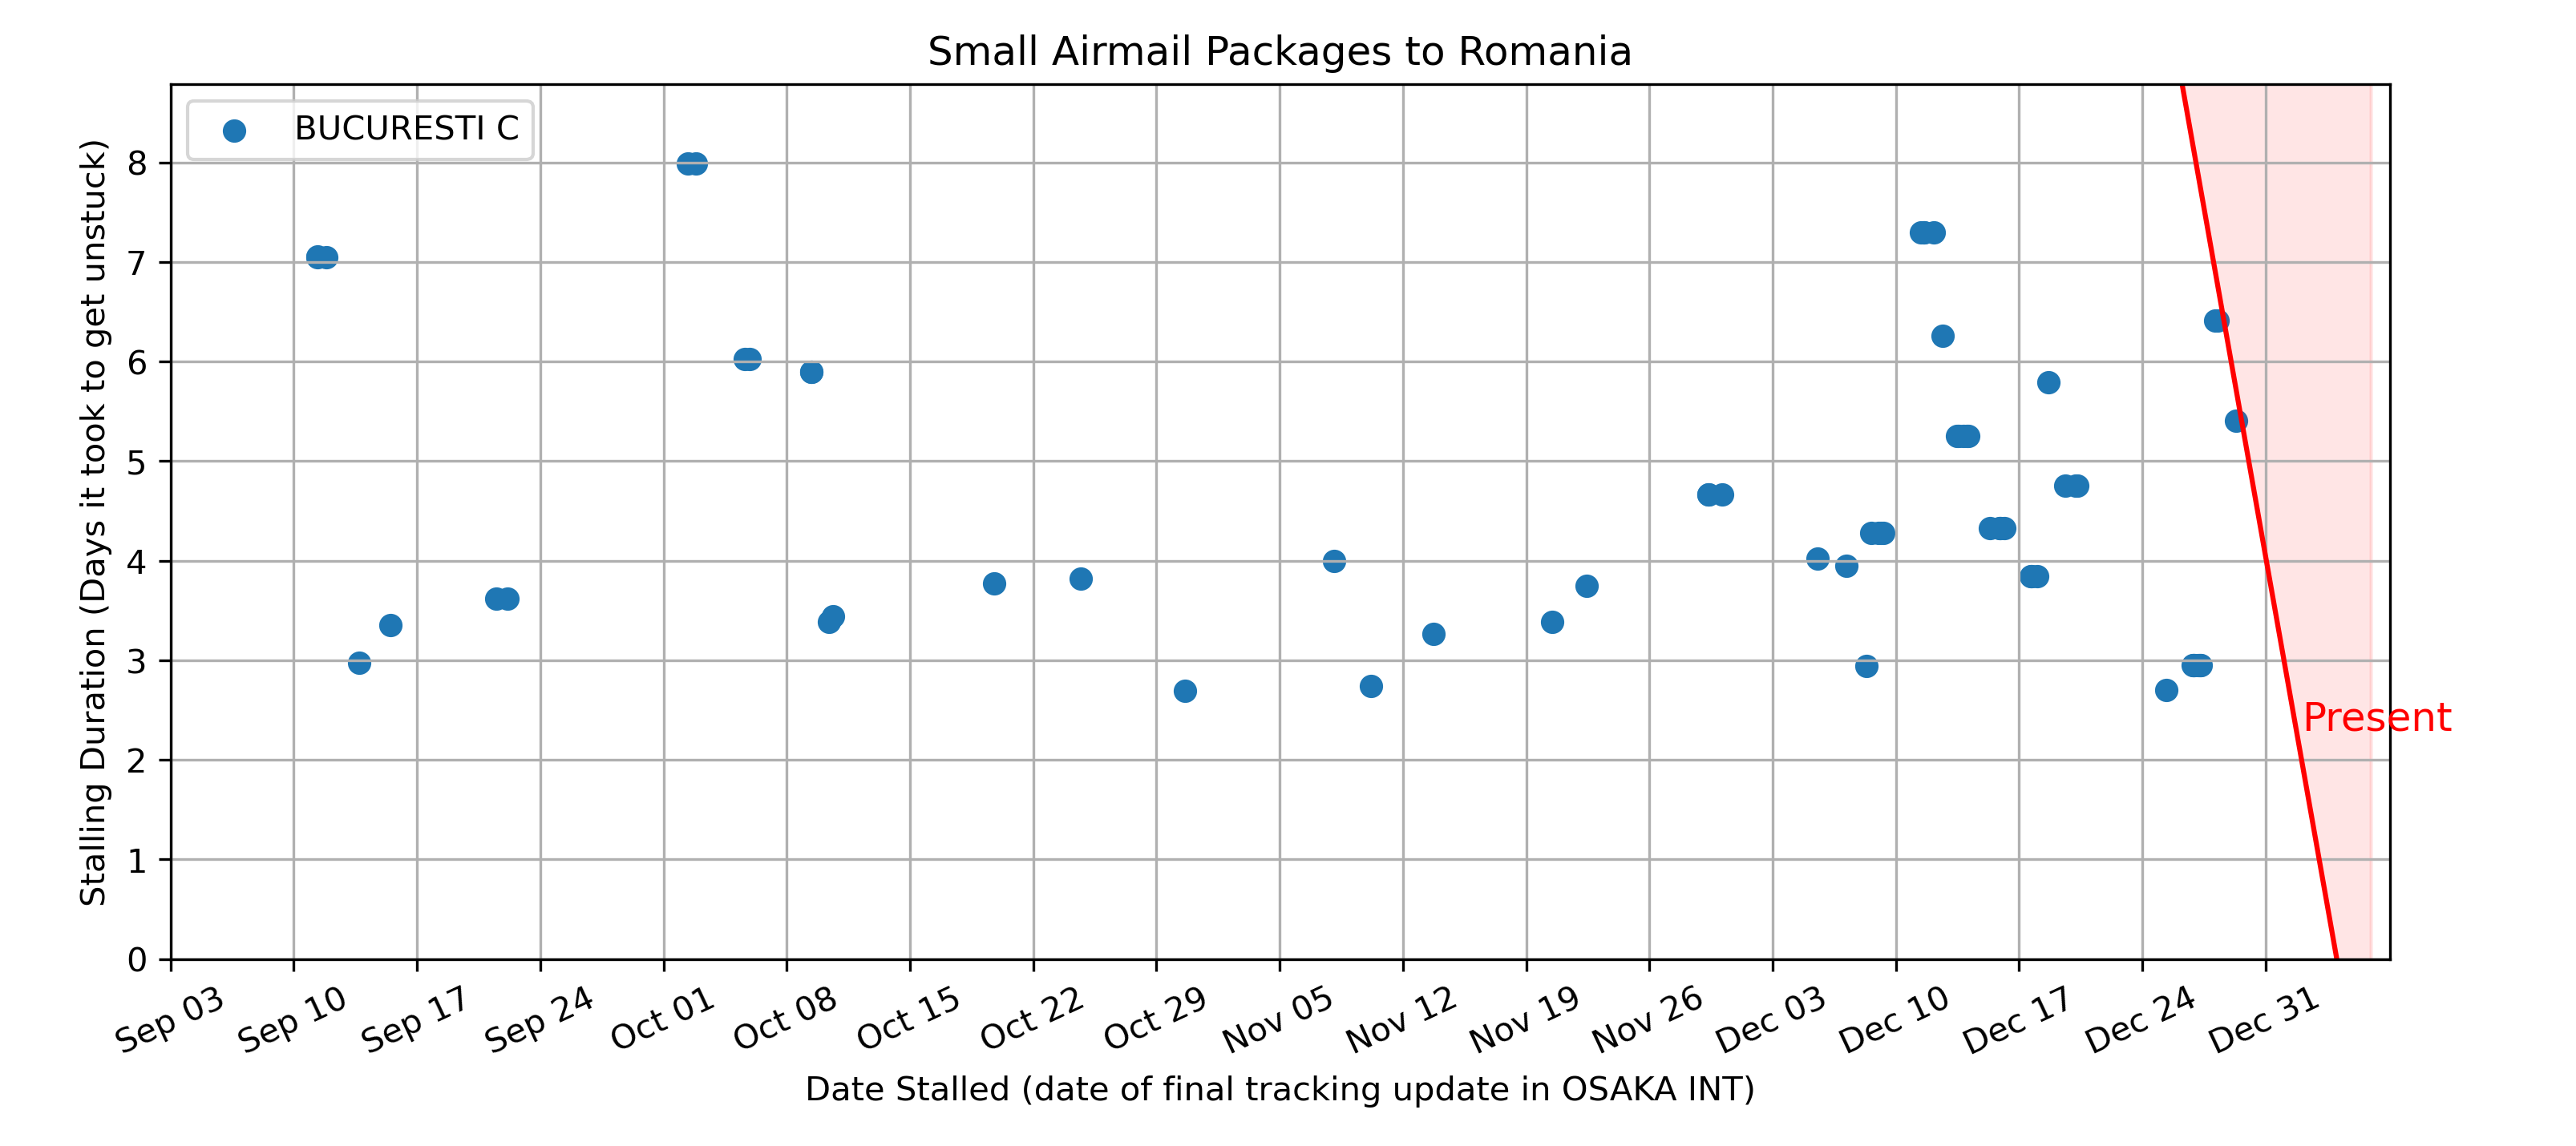 Small Airmail Packages to Romania
BUCURESTI C
Stalling Duration (Days it took to get unstuck)
8
7
6
5
4
3
2
1
0
Present
Sep 03 Sep 10 Sep 17 Sep 24 Oct 01 Oct 08 Oct 15 Oct 22 Oct 29 Nov 05 Nov 12 Nov 19 Nov 26 Dec 03 Dec 10 Dec 17 Dec 24 Dec 31
Date Stalled (date of final tracking update in OSAKA INT)